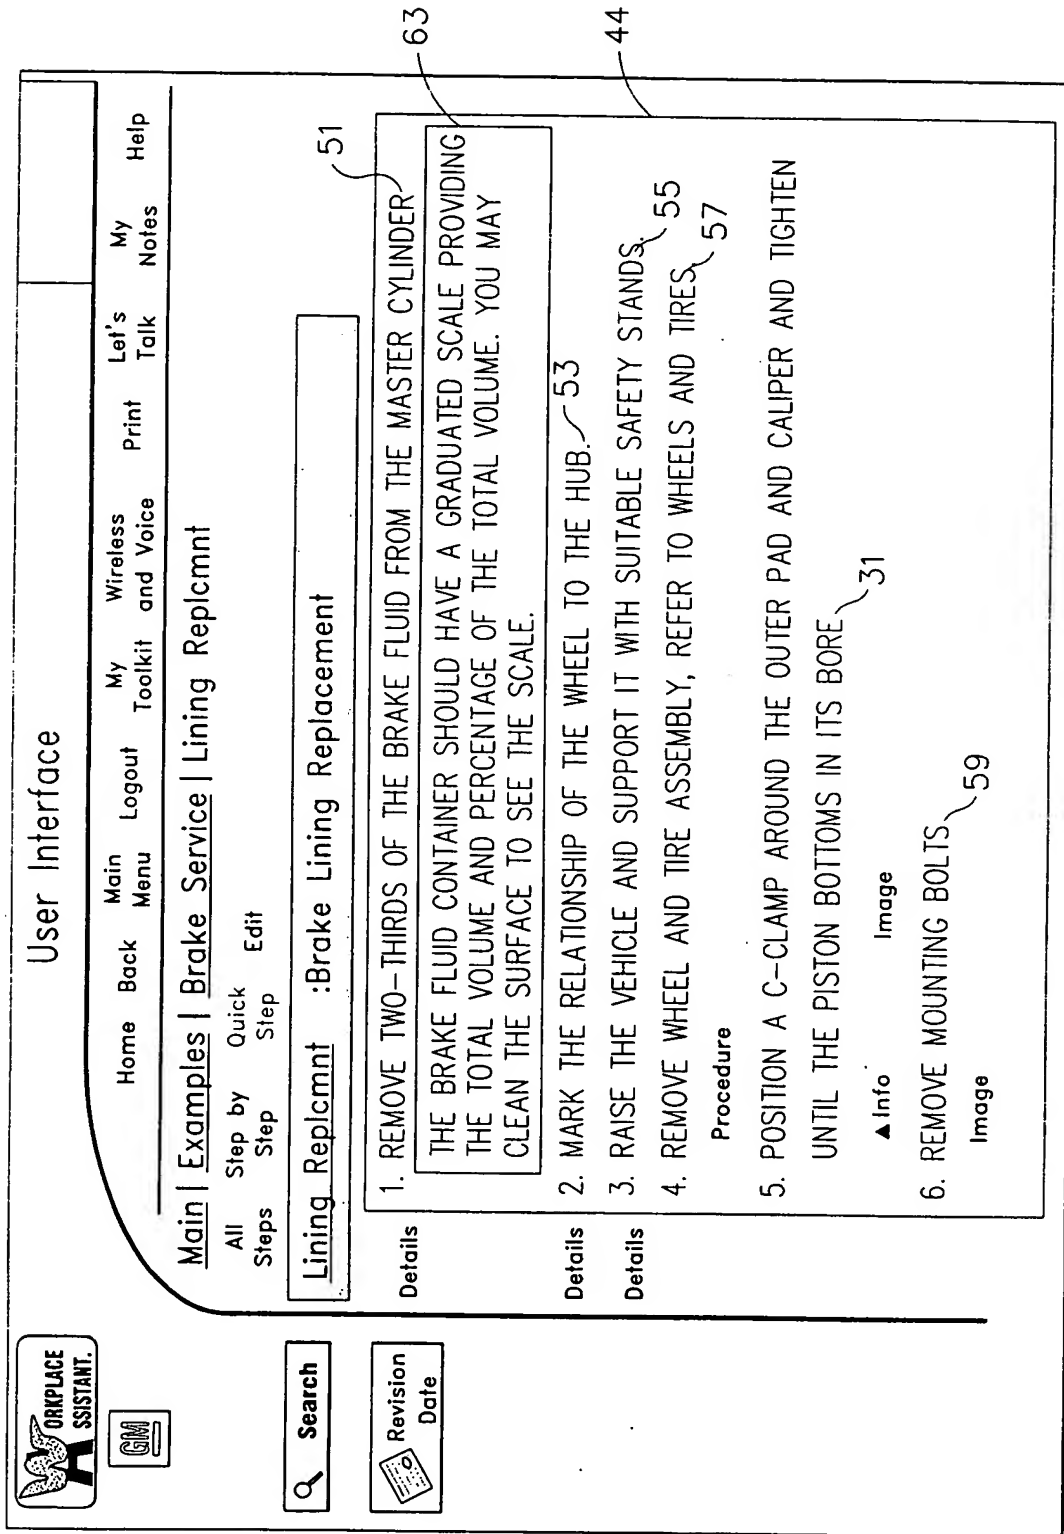 User Interface
ORKPLACE
SSISTANT.
GM
Home Back Main Menu Logout My Toolkit Wireless and Voice Print Let's Talk My Notes Help
Main | Examples | Brake Service | Lining Replcmnt
All Steps Step by Step Quick Step Edit
Search
Lining Replcmnt :Brake Lining Replacement
Revision
Date
51
63
44
Details 1. REMOVE TWO-THIRDS OF THE BRAKE FLUID FROM THE MASTER CYLINDER
THE BRAKE FLUID CONTAINER SHOULD HAVE A GRADUATED SCALE PROVIDING
THE TOTAL VOLUME AND PERCENTAGE OF THE TOTAL VOLUME. YOU MAY
CLEAN THE SURFACE TO SEE THE SCALE.
Details 2. MARK THE RELATIONSHIP OF THE WHEEL TO THE HUB. 53
Details 3. RAISE THE VEHICLE AND SUPPORT IT WITH SUITABLE SAFETY STANDS. 55
4. REMOVE WHEEL AND TIRE ASSEMBLY, REFER TO WHEELS AND TIRES. 57
Procedure
5. POSITION A C-CLAMP AROUND THE OUTER PAD AND CALIPER AND TIGHTEN
UNTIL THE PISTON BOTTOMS IN ITS BORE. 31
▲Info Image
6. REMOVE MOUNTING BOLTS 59
Image